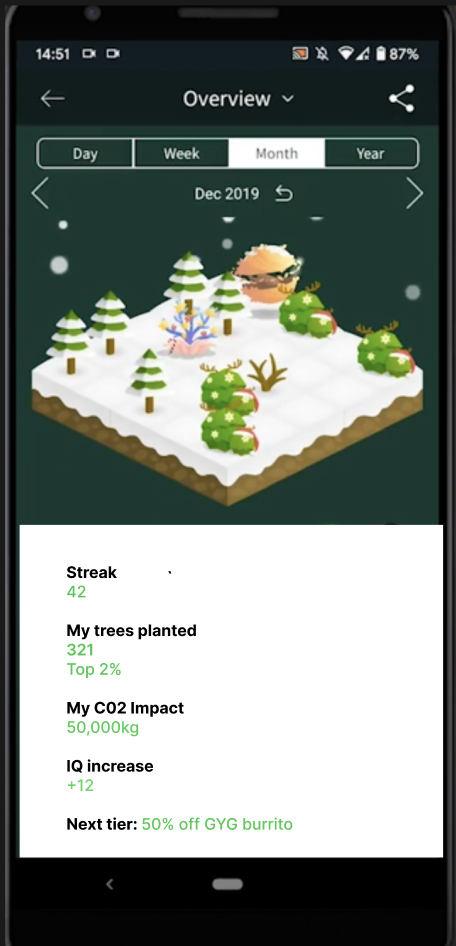 14:51
87%
Overview
Day Week Month Year
Dec 2019
Streak
42
My trees planted
321
Top 2%
My C02 Impact
50,000kg
IQ increase
+12
Next tier: 50% off GYG burrito